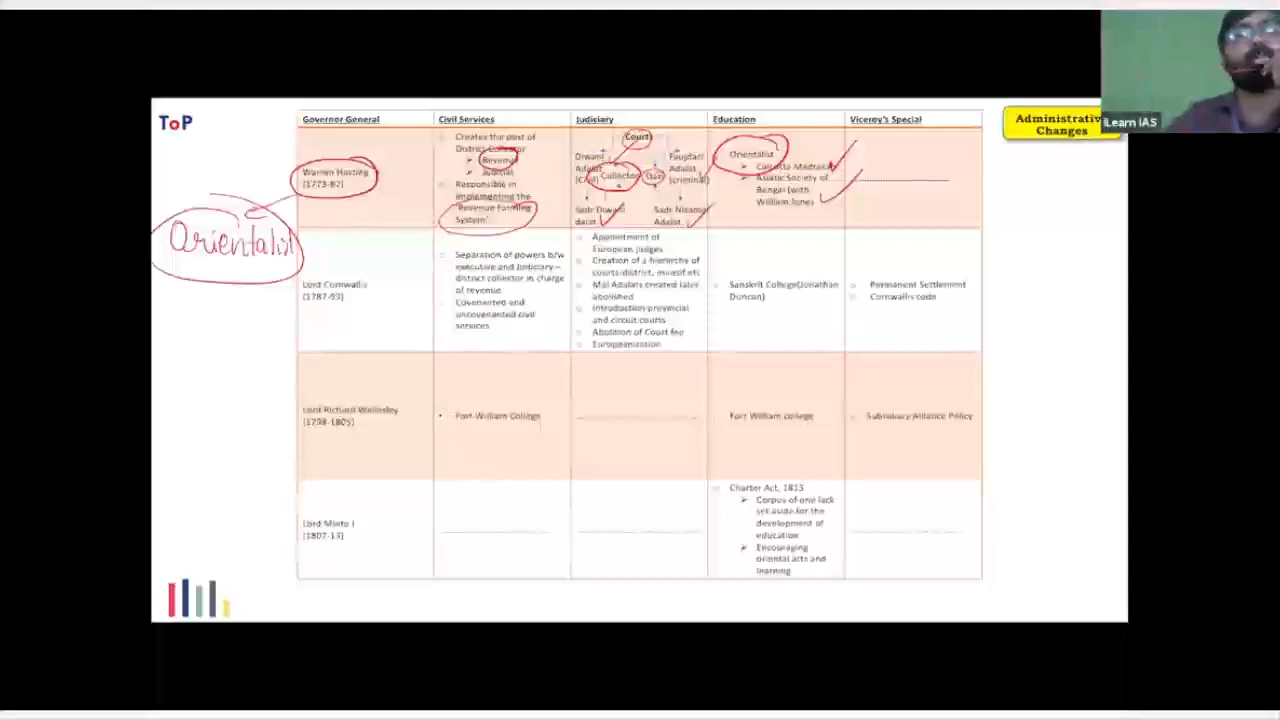 ToP
Administrativ
Changes
Learn IAS
Governor General
Civil Services
Judiciary
Education
Viceroy's Special
Warren Hasting
Creates the post of
District Collector
Revenue
Judicial
Responsible in
implementing the
'Revenue Farming
System'
Court
Diwani
Adalat
(Civil)
Collector
Qazi
Faujdari
Adalat
(criminal)
Sadr Diwani
Sadr Nizamat
Adalat
Orientalist
Calcutta Madrasa
Asiatic Society of
Bengal(with
William Jones
Orientalist
Lord Cornwallis
(1787-93)
Separation of powers b/w
executive and Judiciary –
district collector in charge
of revenue
Covenanted and
uncovenanted civil
services
Appointment of
European judges
Creation of a hierarchy of
courts-district, munsif etc
Mal Adalats created later
abolished
Introduction provincial
and circuit courts
Abolition of Court fee
Europeanization
Sanskrit College(Jonathan
Duncan)
Permanent Settlement
Cornwallis code
Lord Richard Wellesley
(1798-1805)
Fort-William College
Fort William college
Subsidiary Alliance Policy
Lord Minto I
(1807-13)
Charter Act, 1813
Corpus of one lack
set aside for the
development of
education
Encouraging
oriental arts and
learning